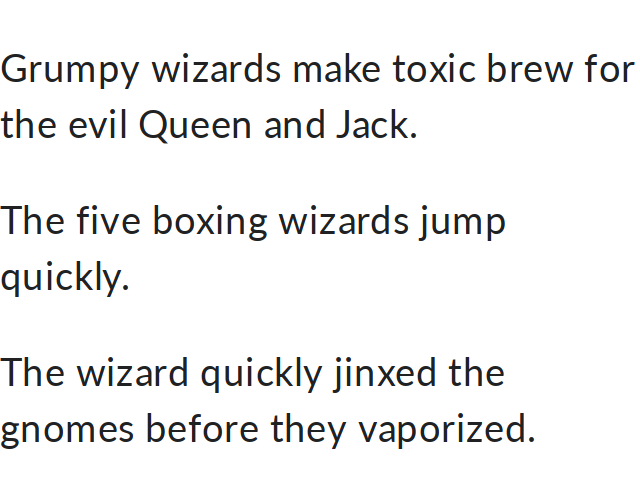 Grumpy wizards make toxic brew for
the evil Queen and Jack.
The five boxing wizards jump
quickly.
The wizard quickly jinxed the
gnomes before they vaporized.